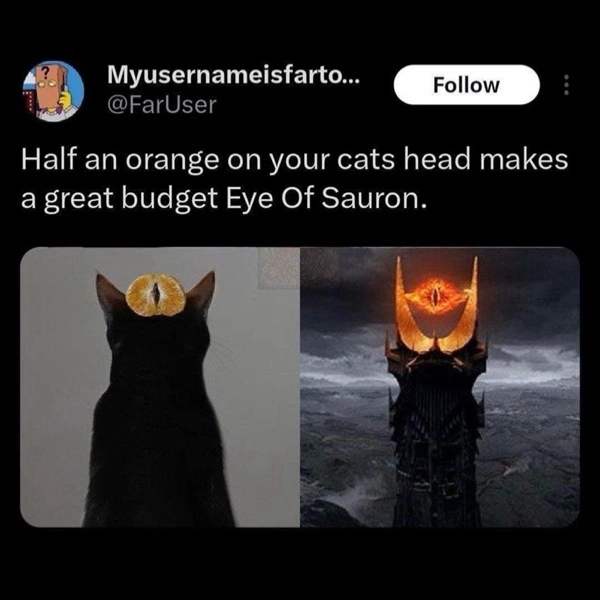 Myusernameisfarto...
Follow
@FarUser
Half an orange on your cats head makes
a great budget Eye Of Sauron.